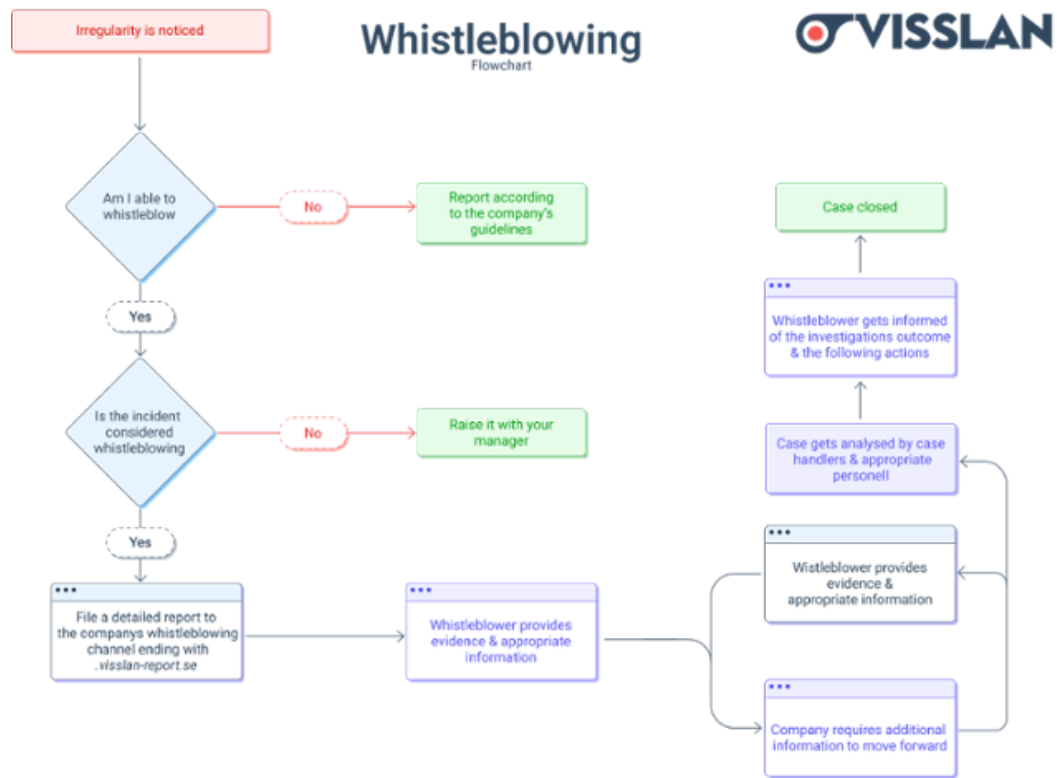 Irregularity is noticed
Whistleblowing
Flowchart
VISSLAN
Am I able to
whistleblow
No
Report according
to the company's
guidelines
Case closed
Yes
Whistleblower gets informed
of the investigations outcome
& the following actions
Is the incident
considered
whistleblowing
No
Raise it with your
manager
Case gets analysed by case
handlers & appropriate
personell
Yes
Wistleblower provides
evidence &
appropriate information
File a detailed report to
the companys whistleblowing
channel ending with
.visslan-report.se
Whistleblower provides
evidence & appropriate
information
Company requires additional
information to move forward